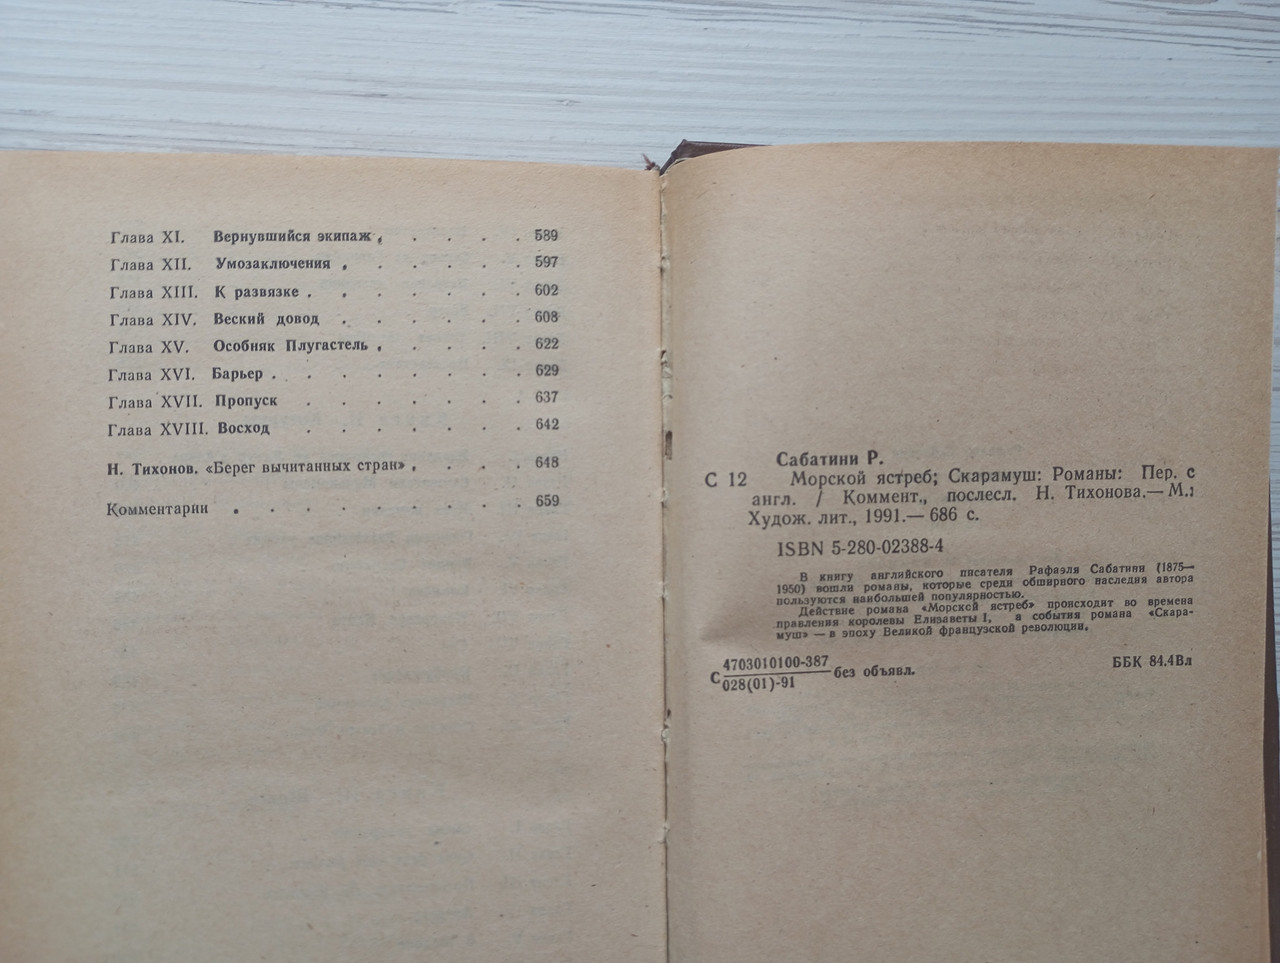 Глава XI. Вернувшийся экипаж . . . . . 589
Глава XII. Умозаключения . . . . . . 597
Глава XIII. К развязке . . . . . . . 602
Глава XIV. Веский довод . . . . . . 608
Глава XV. Особняк Плугастель . . . . . 622
Глава XVI. Барьер . . . . . . . . 629
Глава XVII. Пропуск . . . . . . . 637
Глава XVIII. Восход . . . . . . . 642
Н. Тихонов. «Берег вычитанных стран» . . . . 648
Комментарии . . . . . . . . . 659
Сабатини Р.
С 12 Морской ястреб; Скарамуш: Романы: Пер. с
англ. / Коммент., послесл. Н. Тихонова.— М.:
Худож. лит., 1991.— 686 с.
ISBN 5-280-02388-4
В книгу английского писателя Рафаэля Сабатини (1875—
1950) вошли романы, которые среди обширного наследия автора
пользуются наибольшей популярностью.
Действие романа «Морской ястреб» происходит во времена
правления королевы Елизаветы I, а события романа «Скара-
муш» — в эпоху Великой французской революции.
С 4703010100-387 без объявл. ББК 84.4Вл
028(01)-91